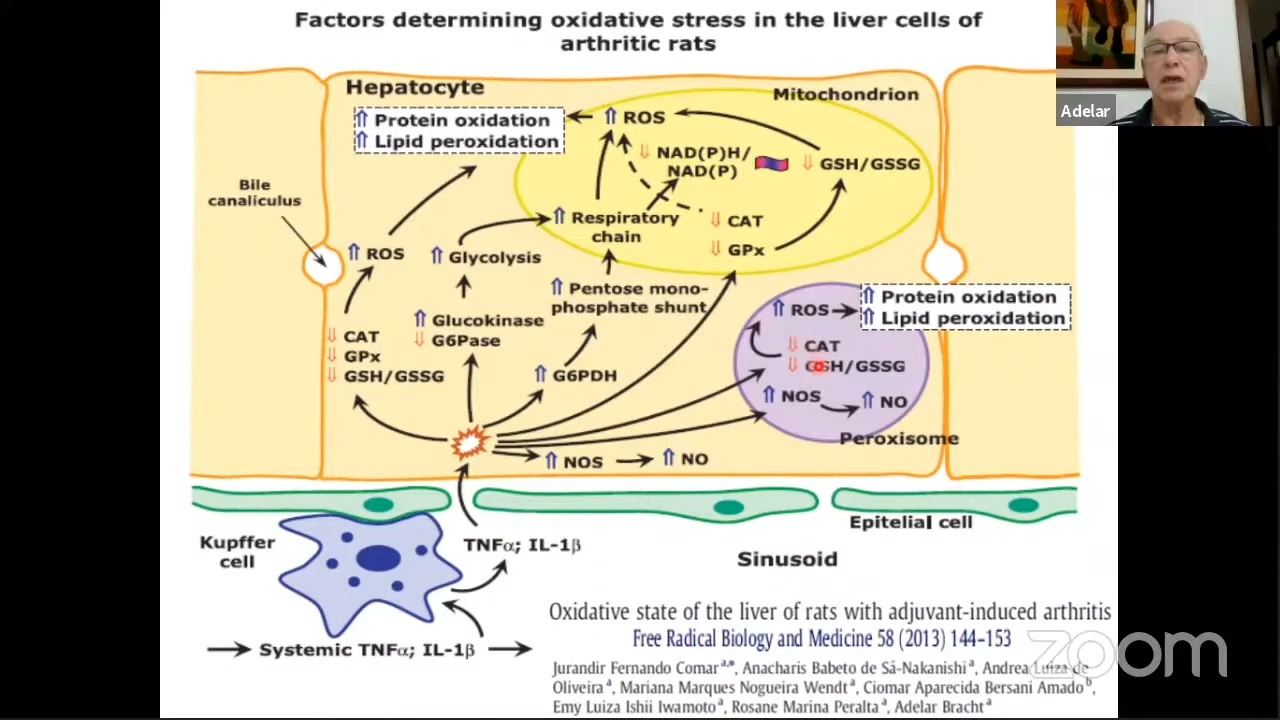 Factors determining oxidative stress in the liver cells of
arthritic rats
Adelar
Hepatocyte
Mitochondrion
⇑ Protein oxidation
⇑ Lipid peroxidation
⇑ ROS
⇓ NAD(P)H/
NAD(P)
⇓ GSH/GSSG
Bile
canaliculus
⇑ Respiratory
chain
⇓ CAT
⇓ GPx
⇑ ROS
⇑ Glycolysis
⇑ Pentose mono-
phosphate shunt
⇑ Glucokinase
⇓ G6Pase
⇓ CAT
⇓ GPx
⇓ GSH/GSSG
⇑ G6PDH
⇑ ROS
⇑ Protein oxidation
⇑ Lipid peroxidation
⇓ CAT
⇓ GSH/GSSG
⇑ NOS
⇑ NO
Peroxisome
⇑ NOS
⇑ NO
Epitelial cell
Kupffer
cell
TNFα; IL-1β
Sinusoid
Systemic TNFα; IL-1β
Oxidative state of the liver of rats with adjuvant-induced arthritis
Free Radical Biology and Medicine 58 (2013) 144–153
Jurandir Fernando Comar a,*, Anacharis Babeto de Sá-Nakanishi a, Andrea Luiza de
Oliveira a, Mariana Marques Nogueira Wendt a, Ciomar Aparecida Bersani Amado b,
Emy Luiza Ishii Iwamoto a, Rosane Marina Peralta a, Adelar Bracht a
zoom